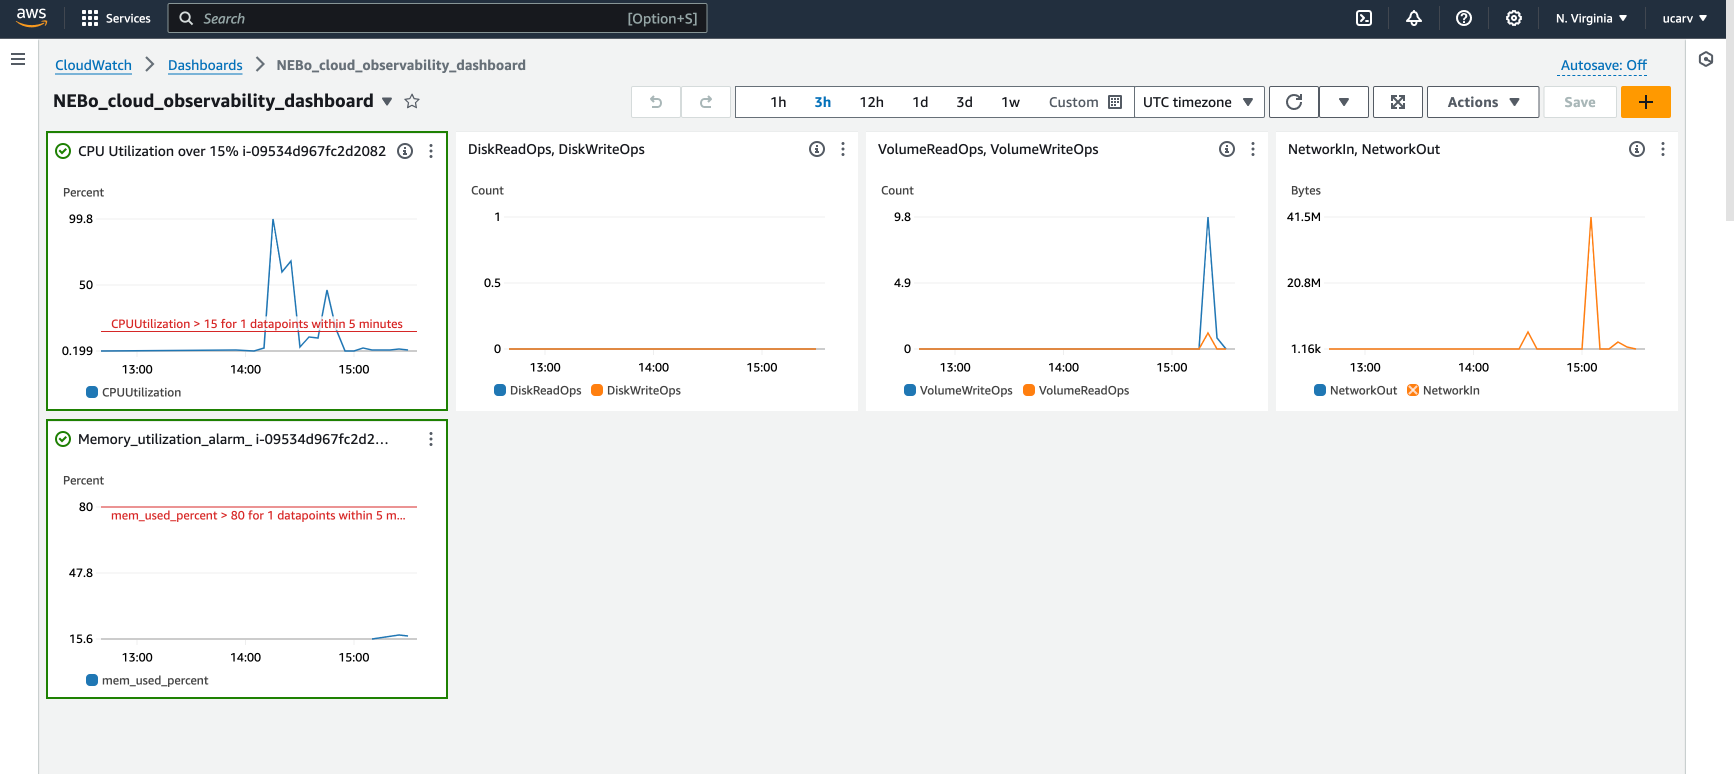 aws Services Search [Option+S] N. Virginia ucarv
CloudWatch Dashboards NEBo_cloud_observability_dashboard Autosave: Off
NEBo_cloud_observability_dashboard 1h 3h 12h 1d 3d 1w Custom UTC timezone Actions Save +
CPU Utilization over 15% i-09534d967fc2d2082
Percent
99.8
50
CPUUtilization > 15 for 1 datapoints within 5 minutes
0.199
13:00 14:00 15:00
CPUUtilization
DiskReadOps, DiskWriteOps
Count
1
0.5
0
13:00 14:00 15:00
DiskReadOps DiskWriteOps
VolumeReadOps, VolumeWriteOps
Count
9.8
4.9
0
13:00 14:00 15:00
VolumeWriteOps VolumeReadOps
NetworkIn, NetworkOut
Bytes
41.5M
20.8M
1.16k
13:00 14:00 15:00
NetworkOut NetworkIn
Memory_utilization_alarm_ i-09534d967fc2d2...
Percent
80
mem_used_percent > 80 for 1 datapoints within 5 m...
47.8
15.6
13:00 14:00 15:00
mem_used_percent